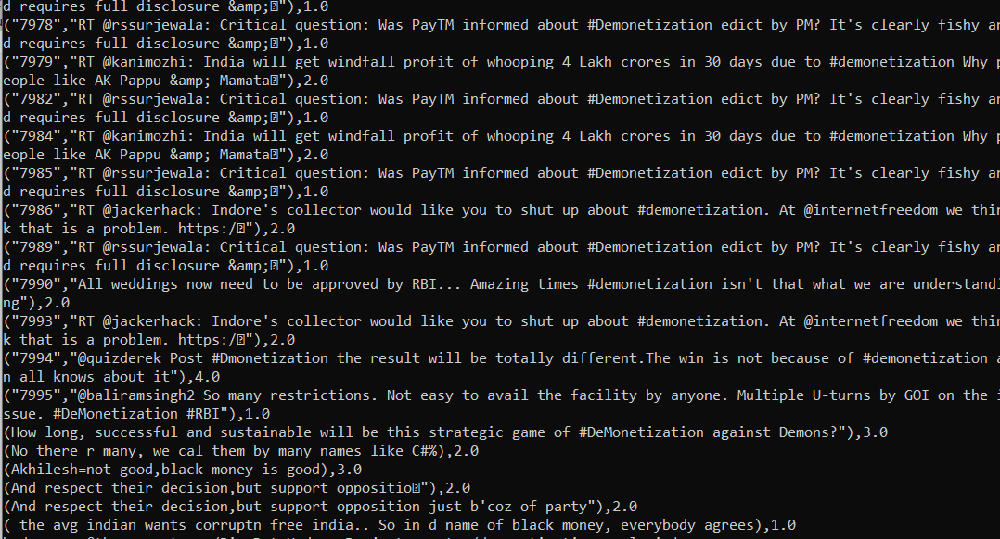 d requires full disclosure &amp;"),1.0
("7978","RT @rssurjewala: Critical question: Was PayTM informed about #Demonetization edict by PM? It's clearly fishy an
d requires full disclosure &amp;"),1.0
("7979","RT @kanimozhi: India will get windfall profit of whooping 4 Lakh crores in 30 days due to #demonetization Why p
eople like AK Pappu &amp; Mamata"),2.0
("7982","RT @rssurjewala: Critical question: Was PayTM informed about #Demonetization edict by PM? It's clearly fishy an
d requires full disclosure &amp;"),1.0
("7984","RT @kanimozhi: India will get windfall profit of whooping 4 Lakh crores in 30 days due to #demonetization Why p
eople like AK Pappu &amp; Mamata"),2.0
("7985","RT @rssurjewala: Critical question: Was PayTM informed about #Demonetization edict by PM? It's clearly fishy an
d requires full disclosure &amp;"),1.0
("7986","RT @jackerhack: Indore's collector would like you to shut up about #demonetization. At @internetfreedom we thin
k that is a problem. https:/"),2.0
("7989","RT @rssurjewala: Critical question: Was PayTM informed about #Demonetization edict by PM? It's clearly fishy an
d requires full disclosure &amp;"),1.0
("7990","All weddings now need to be approved by RBI... Amazing times #demonetization isn't that what we are understandi
ng"),2.0
("7993","RT @jackerhack: Indore's collector would like you to shut up about #demonetization. At @internetfreedom we thin
k that is a problem. https:/"),2.0
("7994","@quizderek Post #Dmonetization the result will be totally different.The win is not because of #demonetization a
n all knows about it"),4.0
("7995","@baliramsingh2 So many restrictions. Not easy to avail the facility by anyone. Multiple U-turns by GOI on the i
ssue. #DeMonetization #RBI"),1.0
(How long, successful and sustainable will be this strategic game of #DeMonetization against Demons?"),3.0
(No there r many, we cal them by many names like C#%),2.0
(Akhilesh=not good,black money is good),3.0
(And respect their decision,but support oppositio"),2.0
(And respect their decision,but support opposition just b'coz of party"),2.0
( the avg indian wants corruptn free india.. So in d name of black money, everybody agrees),1.0